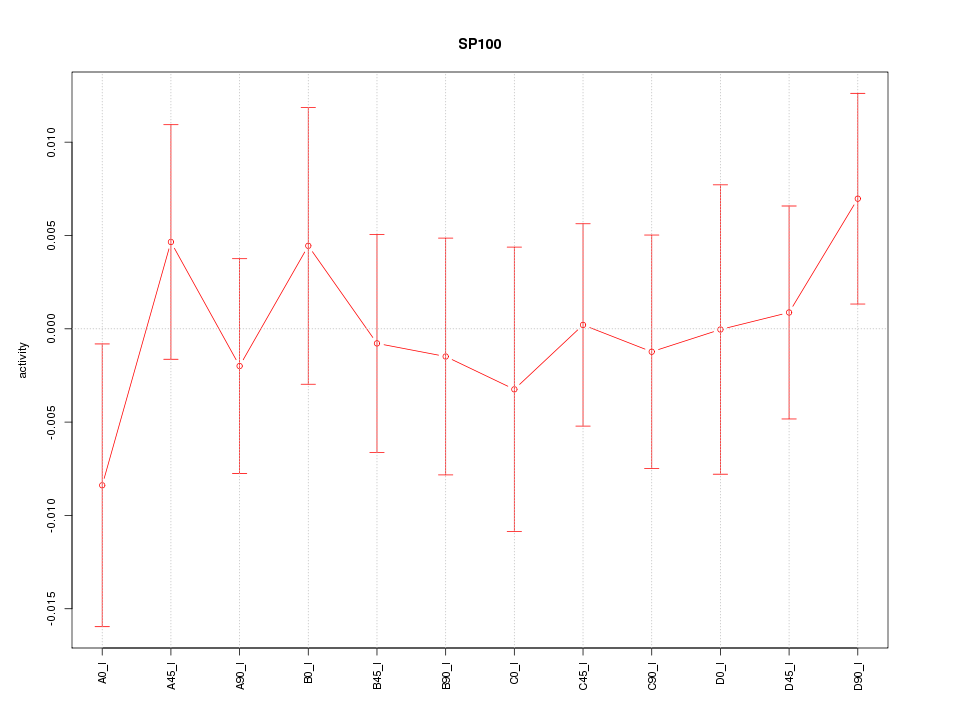 SP100
activity
0.010
0.005
0.000
-0.005
-0.010
-0.015
A0_I
A45_I
A90_I
B0_I
B45_I
B90_I
C0_I
C45_I
C90_I
D0_I
D45_I
D90_I